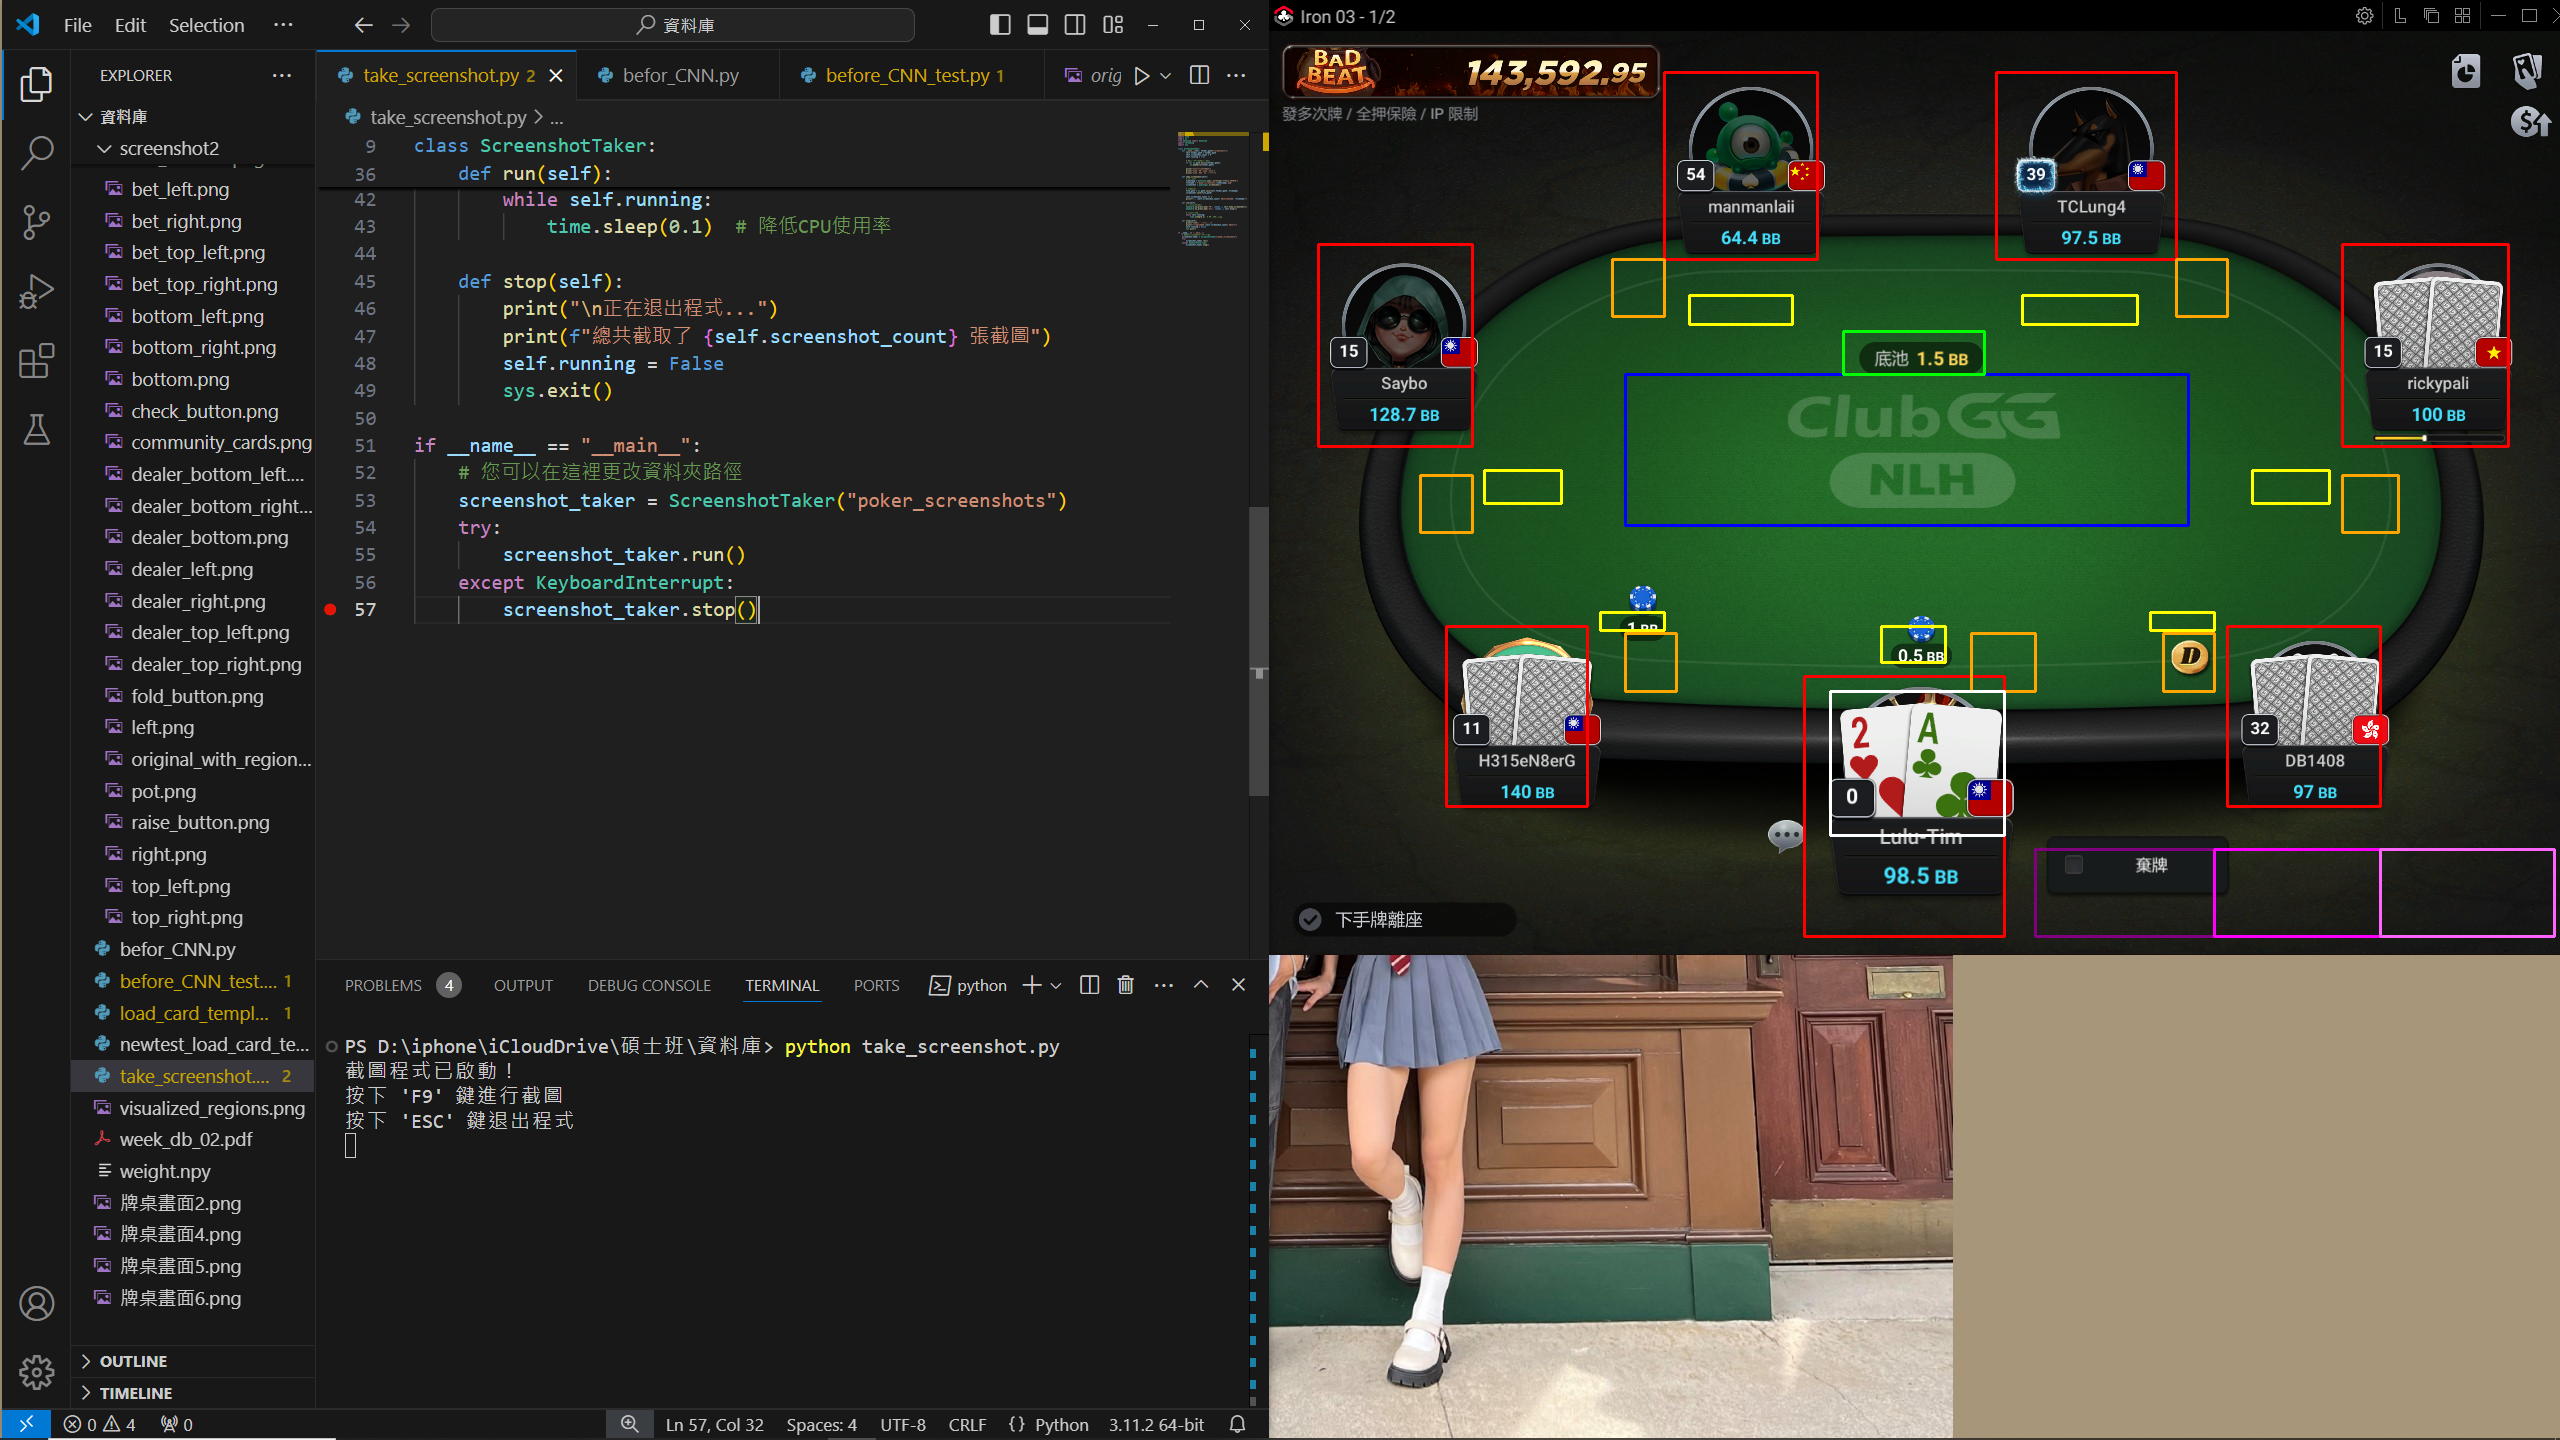 File Edit Selection ···
資料庫
EXPLORER
資料庫
screenshot2
bet_left.png
bet_right.png
bet_top_left.png
bet_top_right.png
bottom_left.png
bottom_right.png
bottom.png
check_button.png
community_cards.png
dealer_bottom_left....
dealer_bottom_right...
dealer_bottom.png
dealer_left.png
dealer_right.png
dealer_top_left.png
dealer_top_right.png
fold_button.png
left.png
original_with_region...
pot.png
raise_button.png
right.png
top_left.png
top_right.png
befor_CNN.py
before_CNN_test.... 1
load_card_templ... 1
newtest_load_card_te...
take_screenshot.... 2
visualized_regions.png
week_db_02.pdf
weight.npy
牌桌畫面2.png
牌桌畫面4.png
牌桌畫面5.png
牌桌畫面6.png
OUTLINE
TIMELINE
take_screenshot.py 2
befor_CNN.py
before_CNN_test.py 1
orig
take_screenshot.py > ...
9 class ScreenshotTaker:
36 def run(self):
42 while self.running:
43 time.sleep(0.1) # 降低CPU使用率
44
45 def stop(self):
46 print("\n正在退出程式...")
47 print(f"總共截取了 {self.screenshot_count} 張截圖")
48 self.running = False
49 sys.exit()
50
51 if __name__ == "__main__":
52 # 您可以在這裡更改資料夾路徑
53 screenshot_taker = ScreenshotTaker("poker_screenshots")
54 try:
55 screenshot_taker.run()
56 except KeyboardInterrupt:
57 screenshot_taker.stop()
PROBLEMS 4 OUTPUT DEBUG CONSOLE TERMINAL PORTS python
PS D:\iphone\iCloudDrive\碩士班\資料庫> python take_screenshot.py
截圖程式已啟動！
按下 'F9' 鍵進行截圖
按下 'ESC' 鍵退出程式
0 4 0
Ln 57, Col 32 Spaces: 4 UTF-8 CRLF {} Python 3.11.2 64-bit
Iron 03 - 1/2
BAD BEAT 143,592.95
發多次牌 / 全押保險 / IP 限制
54
manmanlaii
64.4 BB
39
TCLung4
97.5 BB
15
Saybo
128.7 BB
15
rickypali
100 BB
底池 1.5 BB
ClubGG
NLH
1 BB
0.5 BB
D
11
H315eN8erG
140 BB
2 A
0
Lulu-Tim
98.5 BB
32
DB1408
97 BB
棄牌
下手牌離座